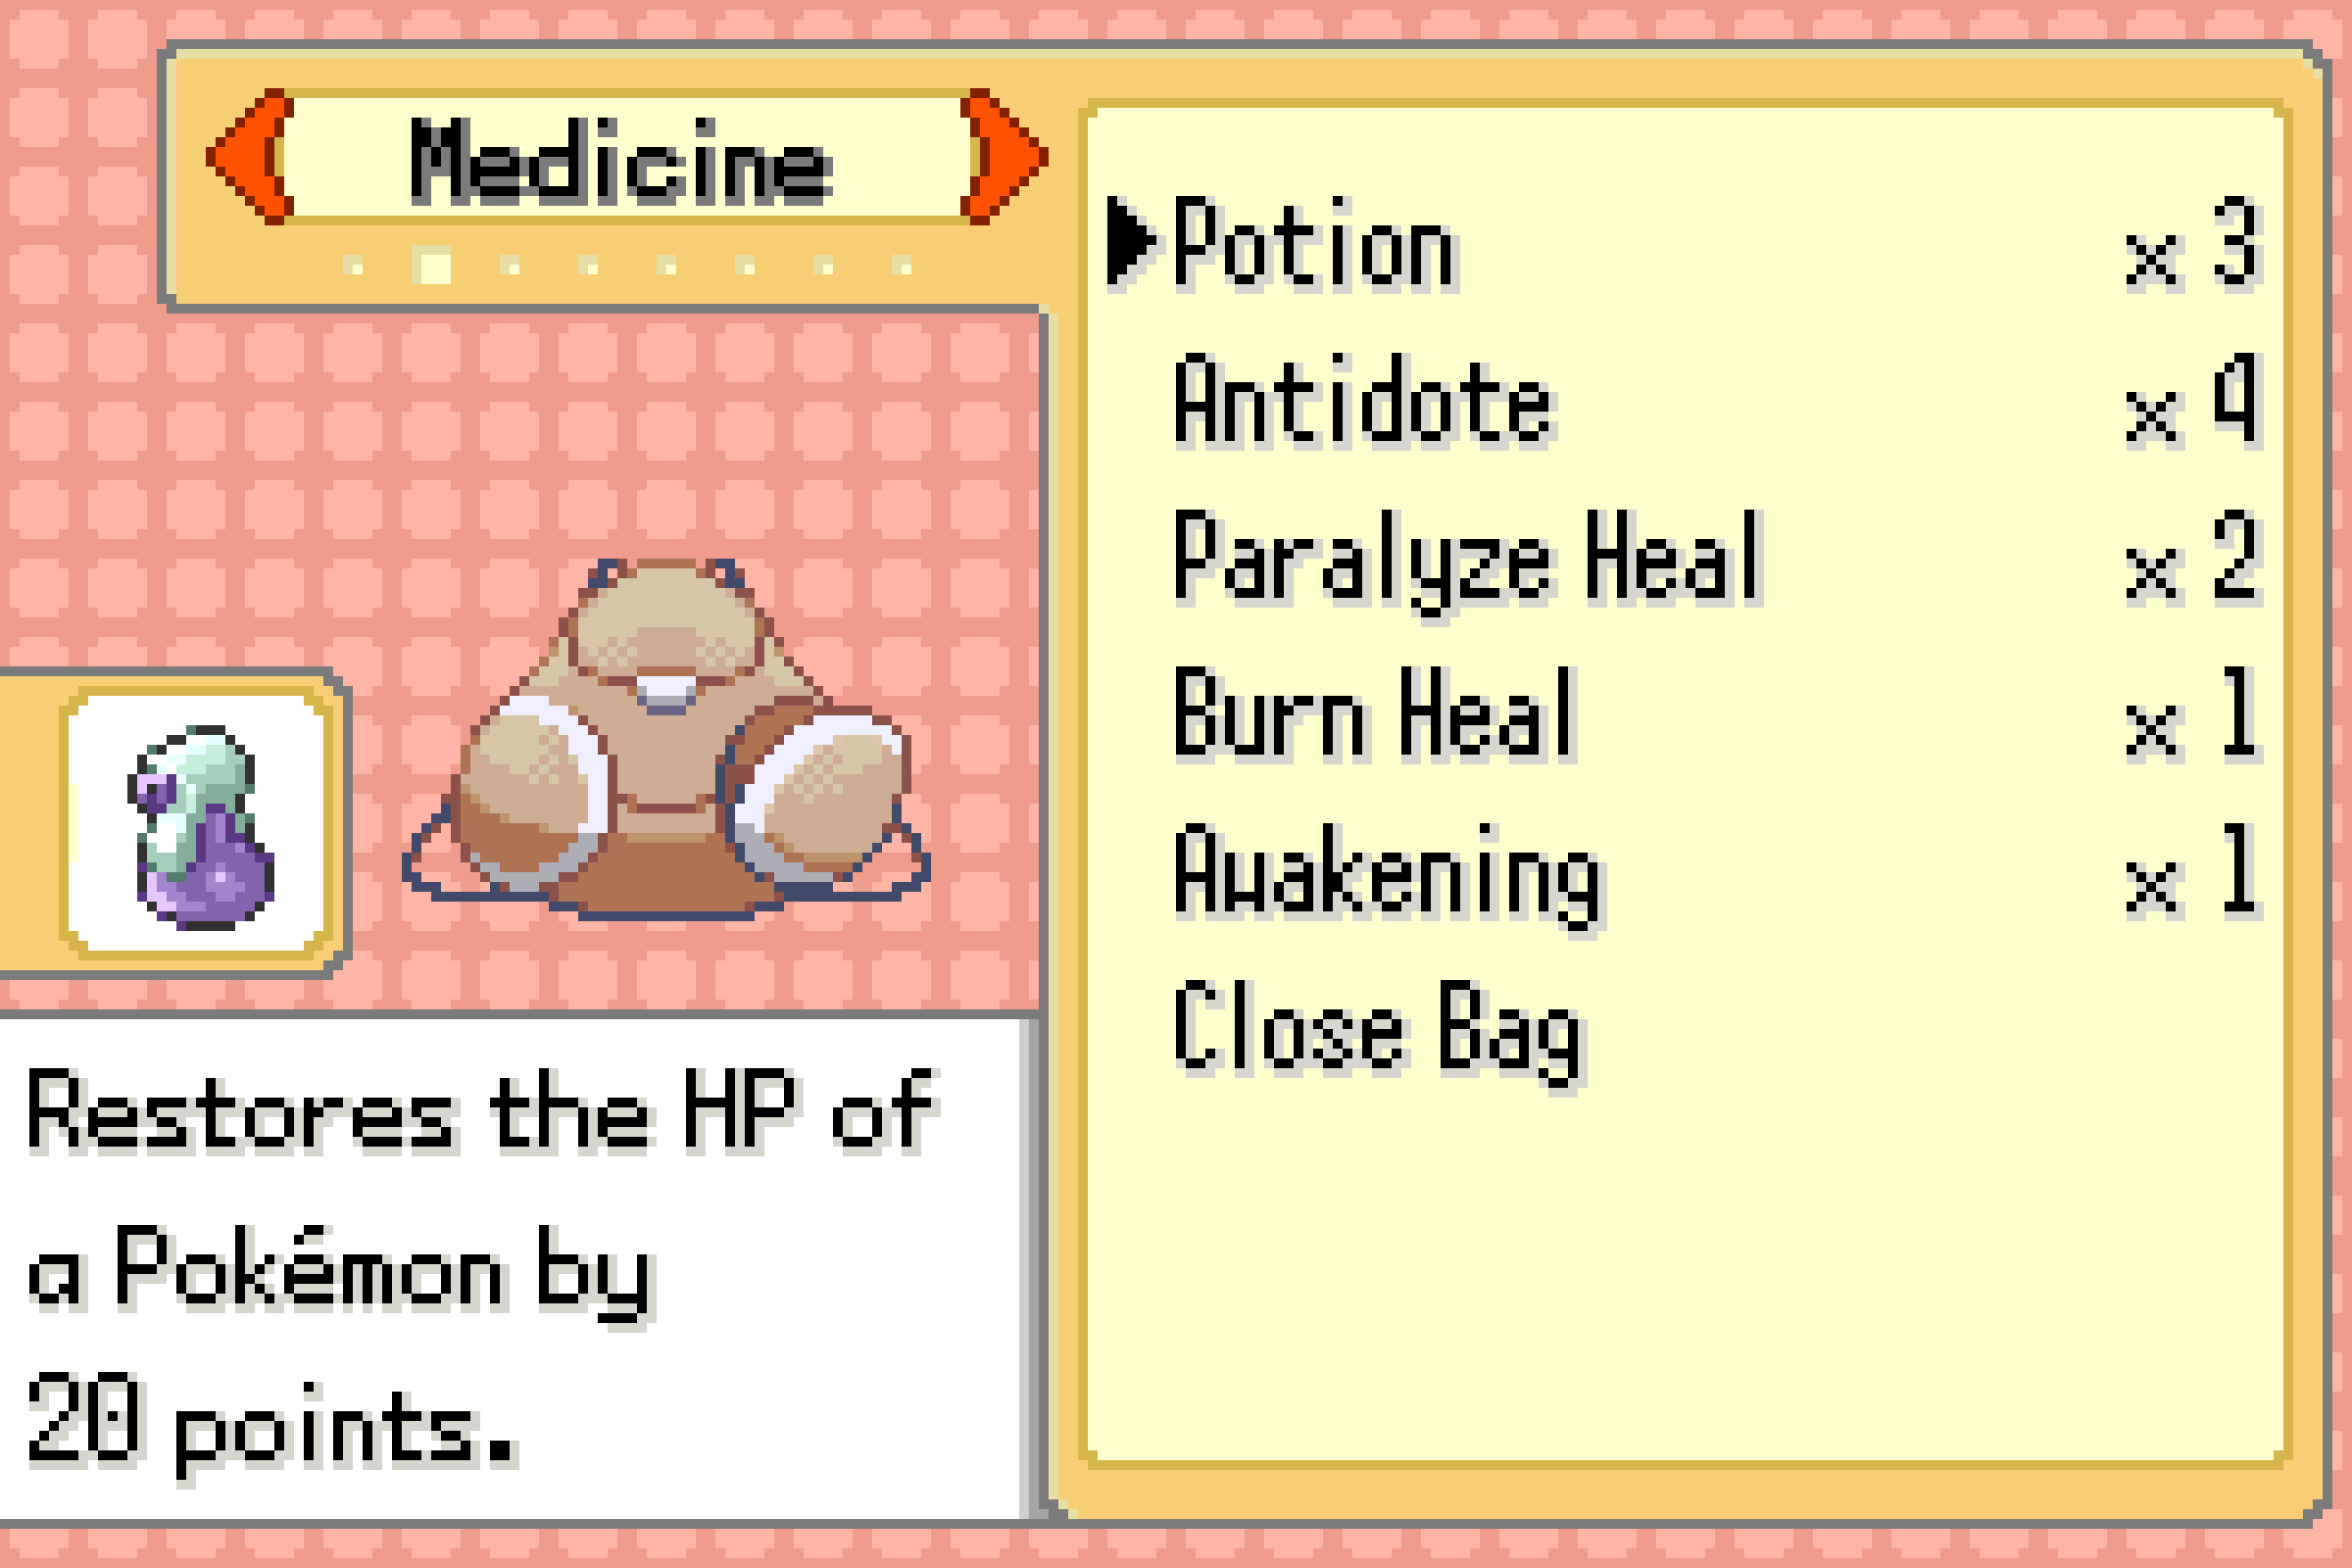 Medicine
Potion x 3
Antidote x 4
Paralyze Heal x 2
Burn Heal x 1
Awakening x 1
Close Bag
Restores the HP of
a Pokémon by
20 points.